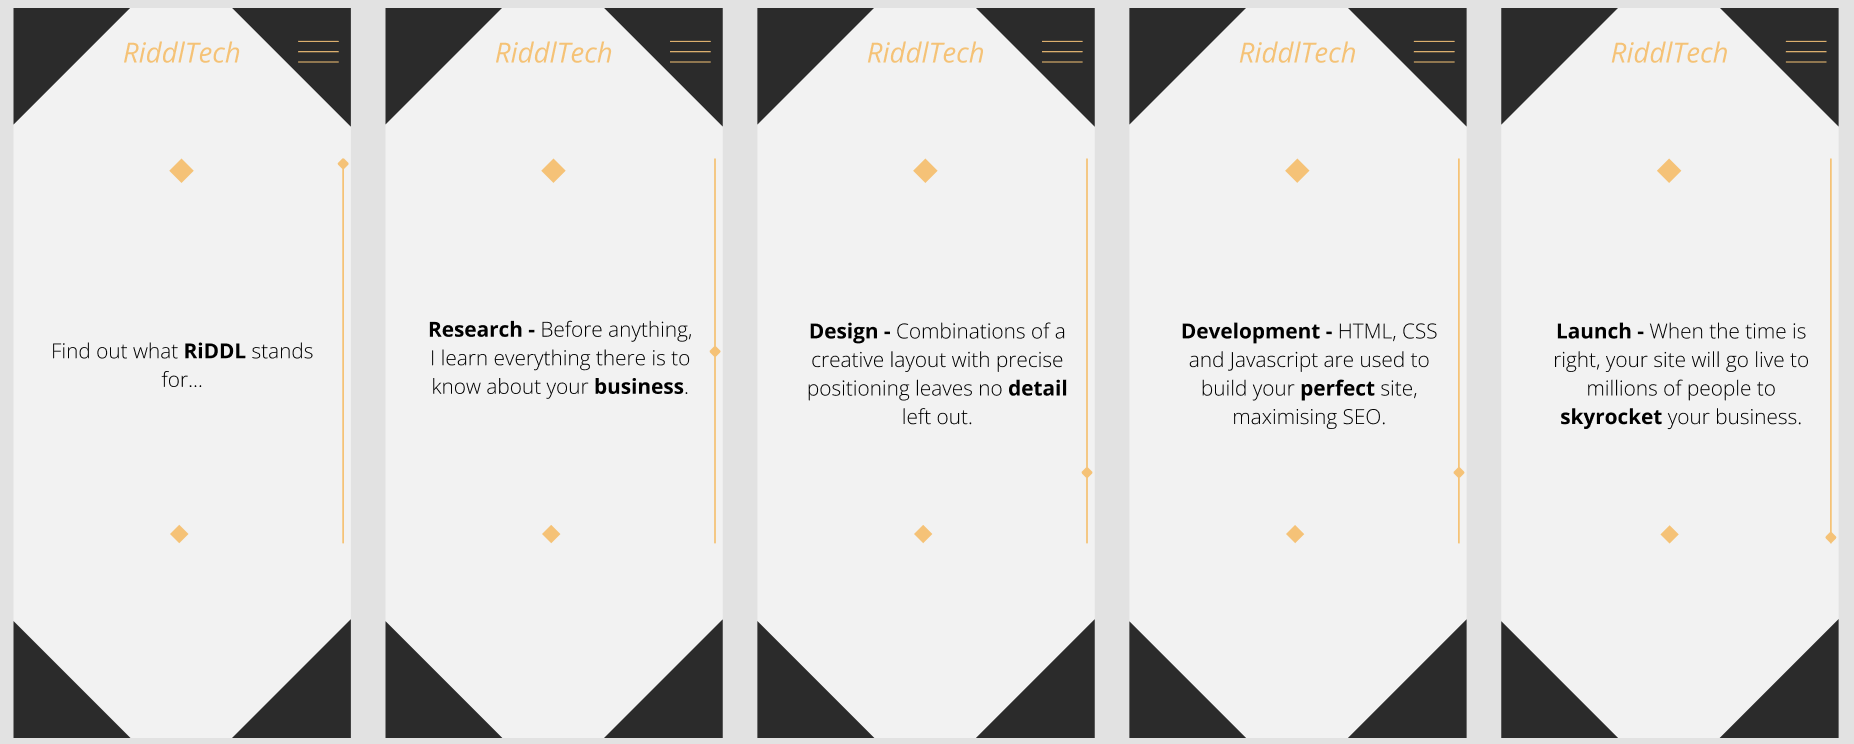 RiddlTech
Find out what RiDDL stands
for...
RiddlTech
Research - Before anything,
I learn everything there is to
know about your business.
RiddlTech
Design - Combinations of a
creative layout with precise
positioning leaves no detail
left out.
RiddlTech
Development - HTML, CSS
and Javascript are used to
build your perfect site,
maximising SEO.
RiddlTech
Launch - When the time is
right, your site will go live to
millions of people to
skyrocket your business.